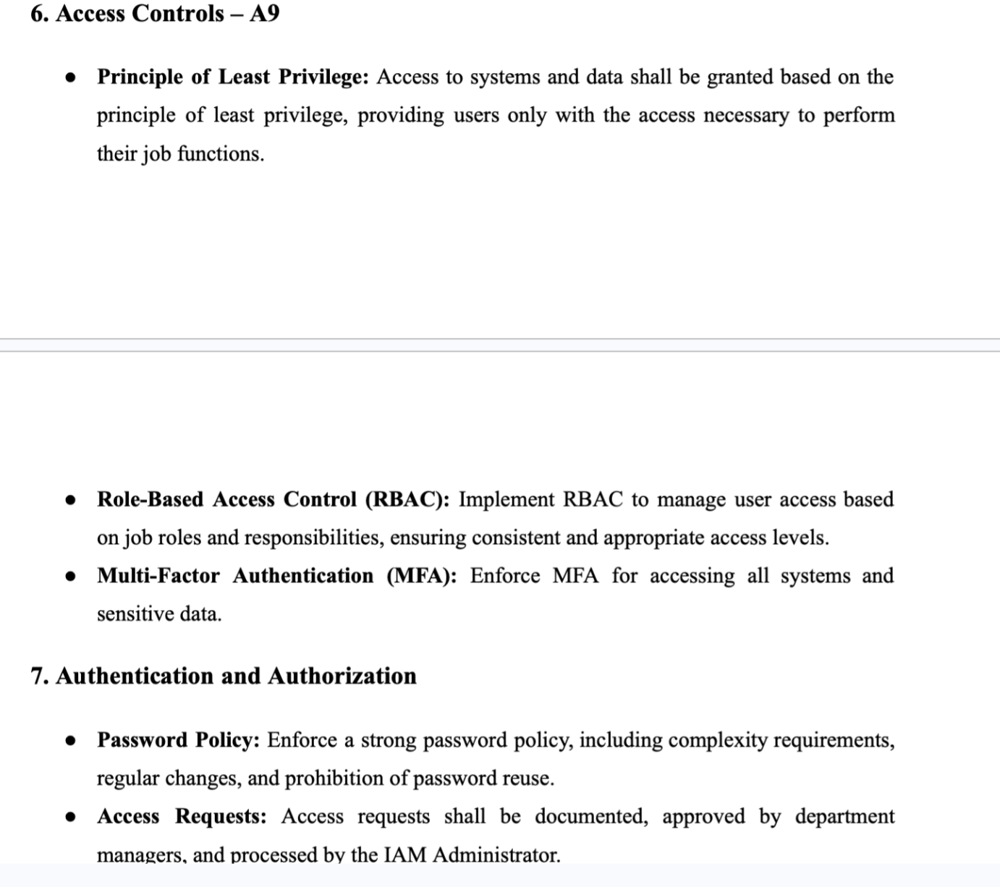 6. Access Controls – A9
● Principle of Least Privilege: Access to systems and data shall be granted based on the
principle of least privilege, providing users only with the access necessary to perform
their job functions.
● Role-Based Access Control (RBAC): Implement RBAC to manage user access based
on job roles and responsibilities, ensuring consistent and appropriate access levels.
● Multi-Factor Authentication (MFA): Enforce MFA for accessing all systems and
sensitive data.
7. Authentication and Authorization
● Password Policy: Enforce a strong password policy, including complexity requirements,
regular changes, and prohibition of password reuse.
● Access Requests: Access requests shall be documented, approved by department
managers, and processed by the IAM Administrator.